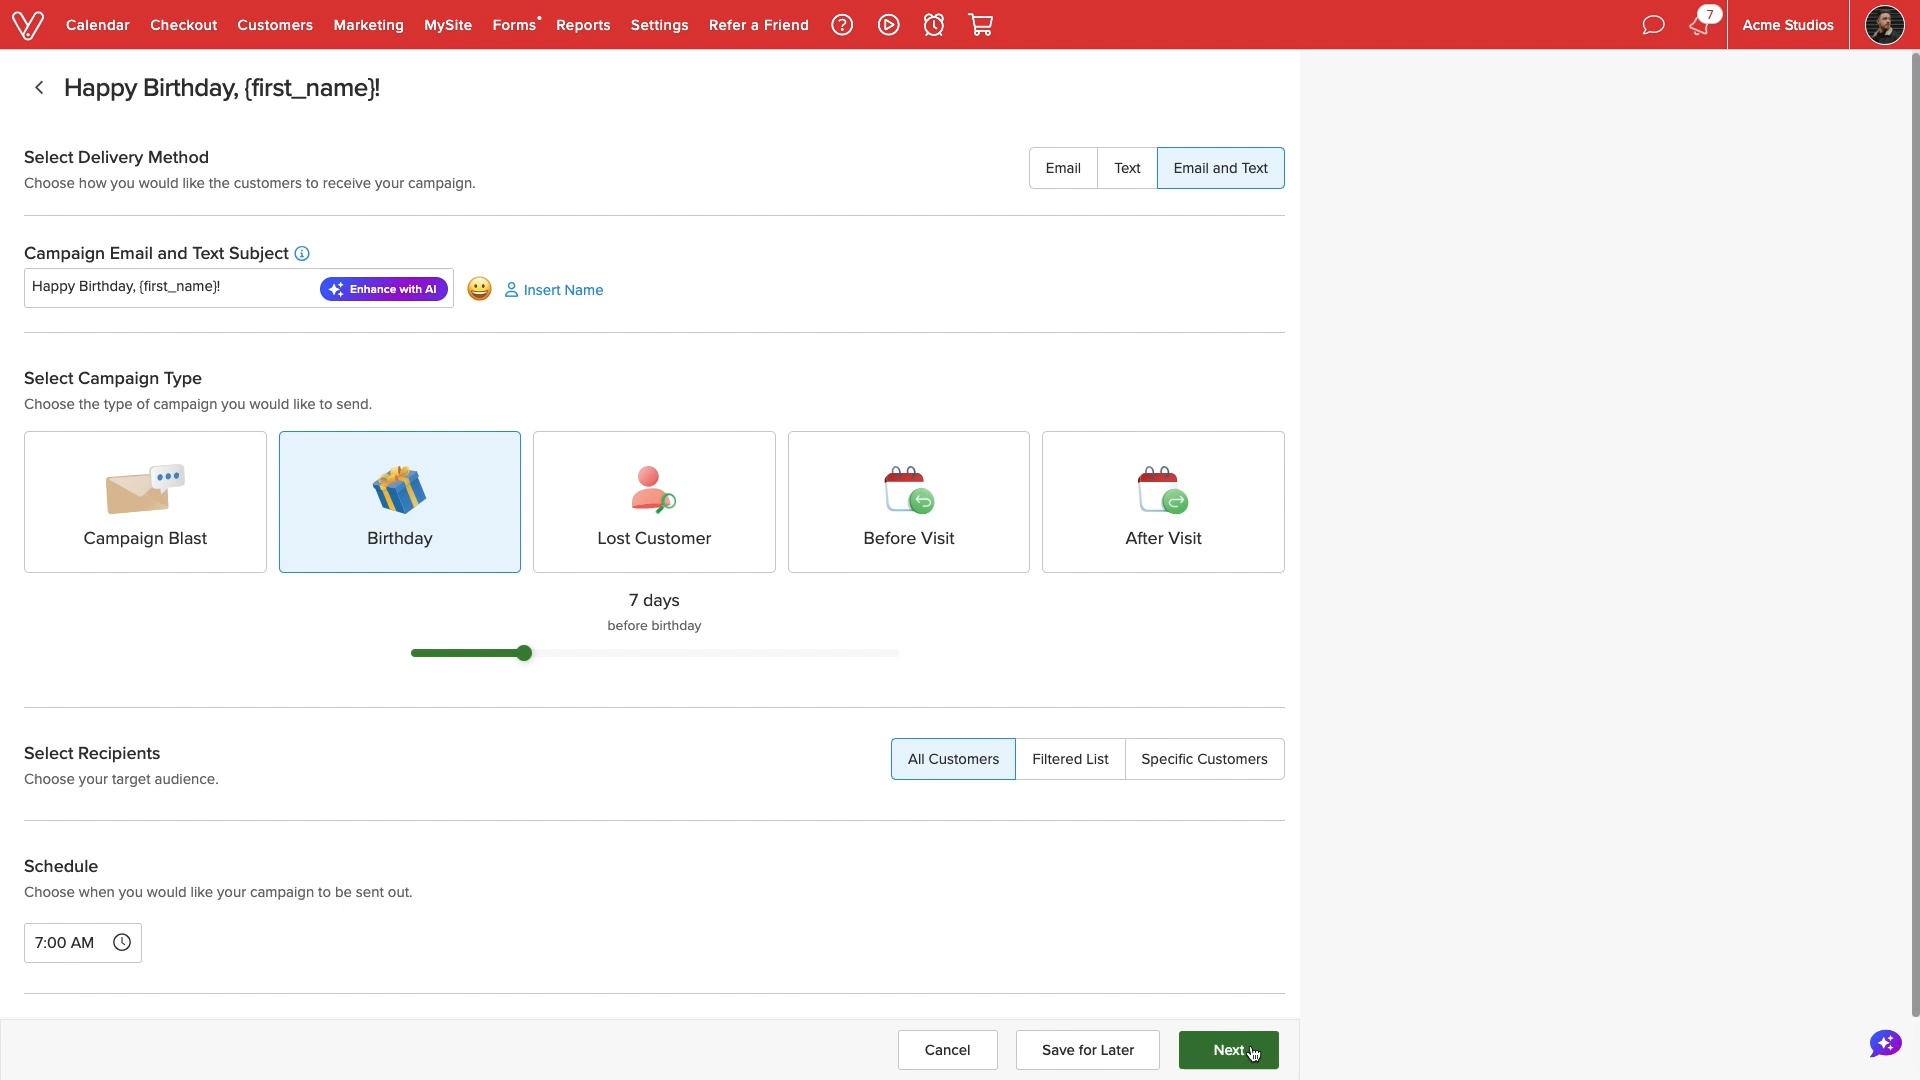 Calendar Checkout Customers Marketing MySite Forms Reports Settings Refer a Friend 7 Acme Studios
Happy Birthday, {first_name}!
Select Delivery Method
Choose how you would like the customers to receive your campaign.
Email Text Email and Text
Campaign Email and Text Subject
Happy Birthday, {first_name}! Enhance with AI Insert Name
Select Campaign Type
Choose the type of campaign you would like to send.
Campaign Blast Birthday Lost Customer Before Visit After Visit
7 days
before birthday
Select Recipients
Choose your target audience.
All Customers Filtered List Specific Customers
Schedule
Choose when you would like your campaign to be sent out.
7:00 AM
Cancel Save for Later Next